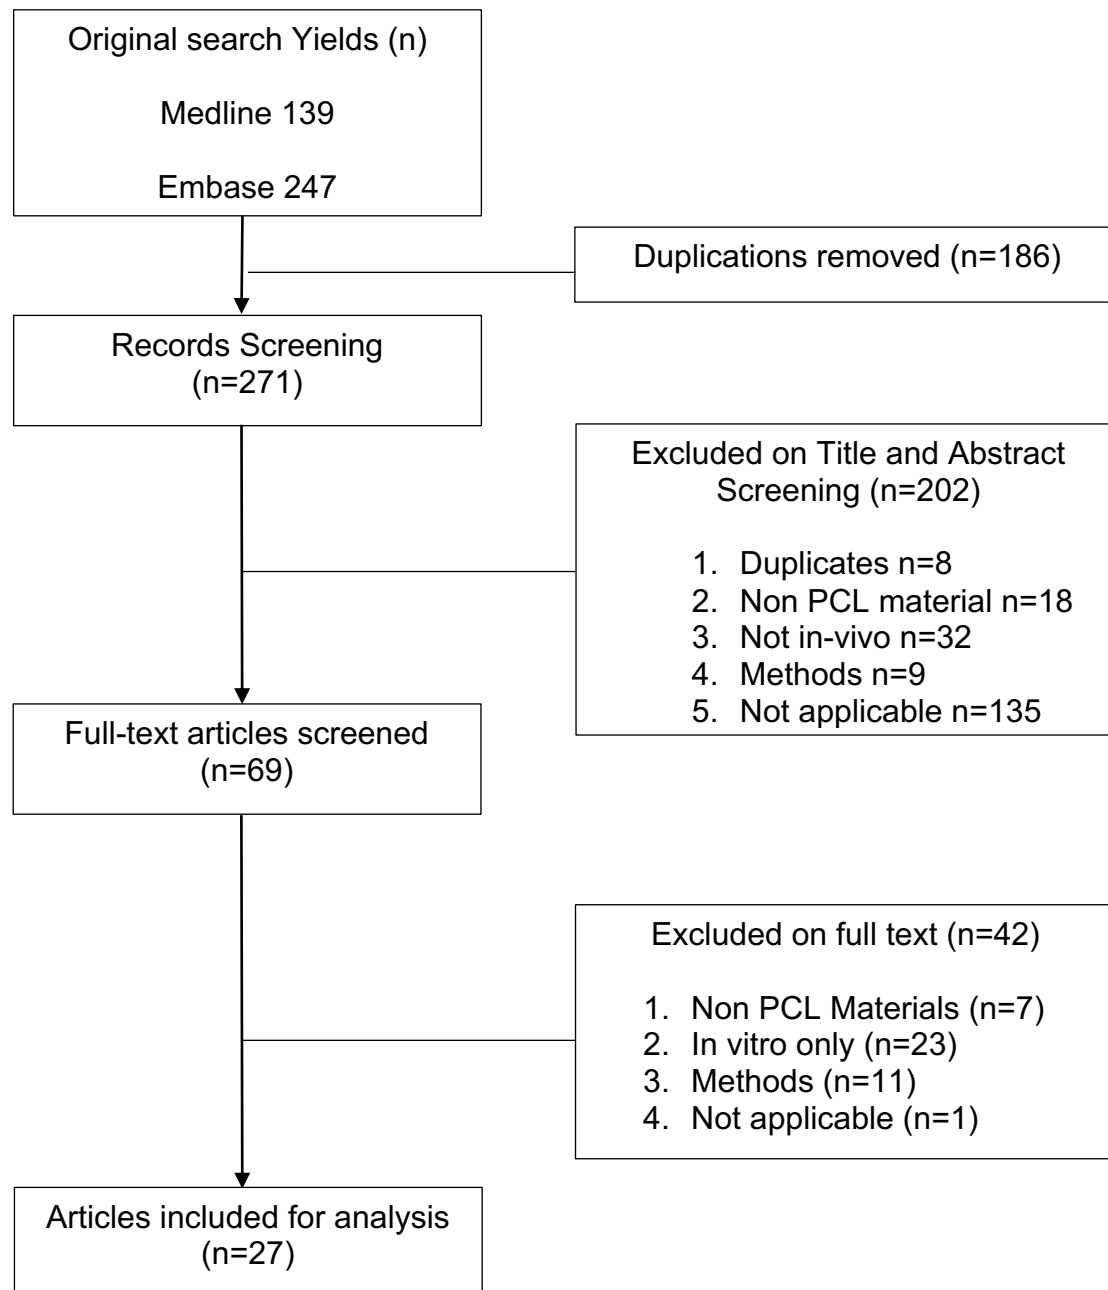 Original search Yields (n)
Medline 139
Embase 247
Duplications removed (n=186)
Records Screening
(n=271)
Excluded on Title and Abstract
Screening (n=202)
1. Duplicates n=8
2. Non PCL material n=18
3. Not in-vivo n=32
4. Methods n=9
5. Not applicable n=135
Full-text articles screened
(n=69)
Excluded on full text (n=42)
1. Non PCL Materials (n=7)
2. In vitro only (n=23)
3. Methods (n=11)
4. Not applicable (n=1)
Articles included for analysis
(n=27)